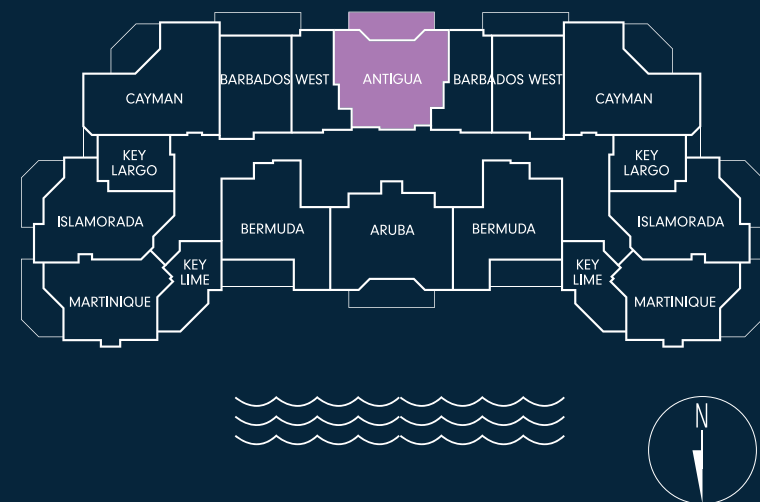 CAYMAN
BARBADOS WEST
ANTIGUA
BARBADOS WEST
CAYMAN
KEY
LARGO
KEY
LARGO
ISLAMORADA
BERMUDA
ARUBA
BERMUDA
ISLAMORADA
KEY
LIME
KEY
LIME
MARTINIQUE
MARTINIQUE
N